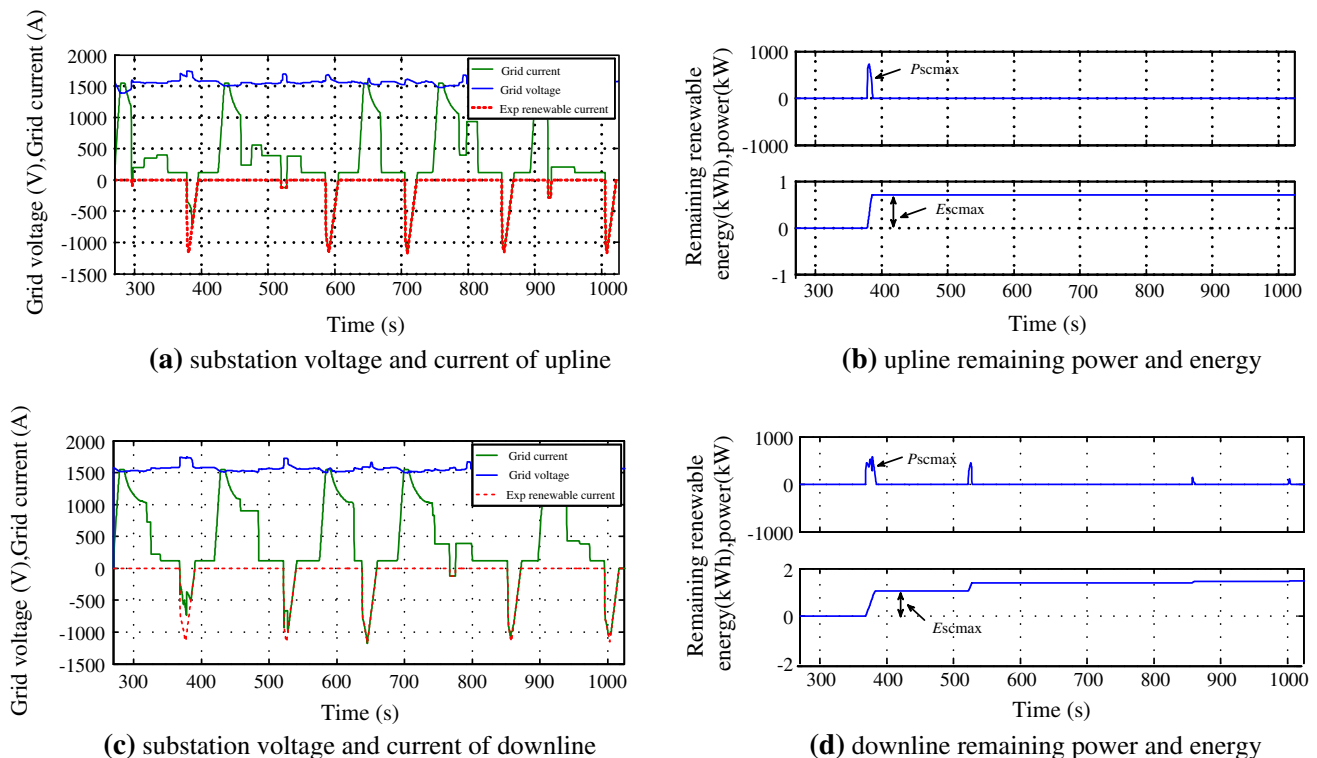 Grid voltage (V),Grid current (A)
2000
1500
1000
500
0
-500
-1000
-1500
Grid current
Grid voltage
Exp renewable current
300 400 500 600 700 800 900 1000
Time (s)
(a) substation voltage and current of upline
Remaining renewable
energy(kWh),power(kW)
1000
0
-1000
Pscmax
1
0
-1
Escmax
300 400 500 600 700 800 900 1000
Time (s)
(b) upline remaining power and energy
Grid voltage (V),Grid current (A)
2000
1500
1000
500
0
-500
-1000
-1500
Grid current
Grid voltage
Exp renewable current
300 400 500 600 700 800 900 1000
Time (s)
(c) substation voltage and current of downline
Remaining renewable
energy(kWh),power(kW)
1000
0
-1000
Pscmax
2
0
-2
Escmax
300 400 500 600 700 800 900 1000
Time (s)
(d) downline remaining power and energy